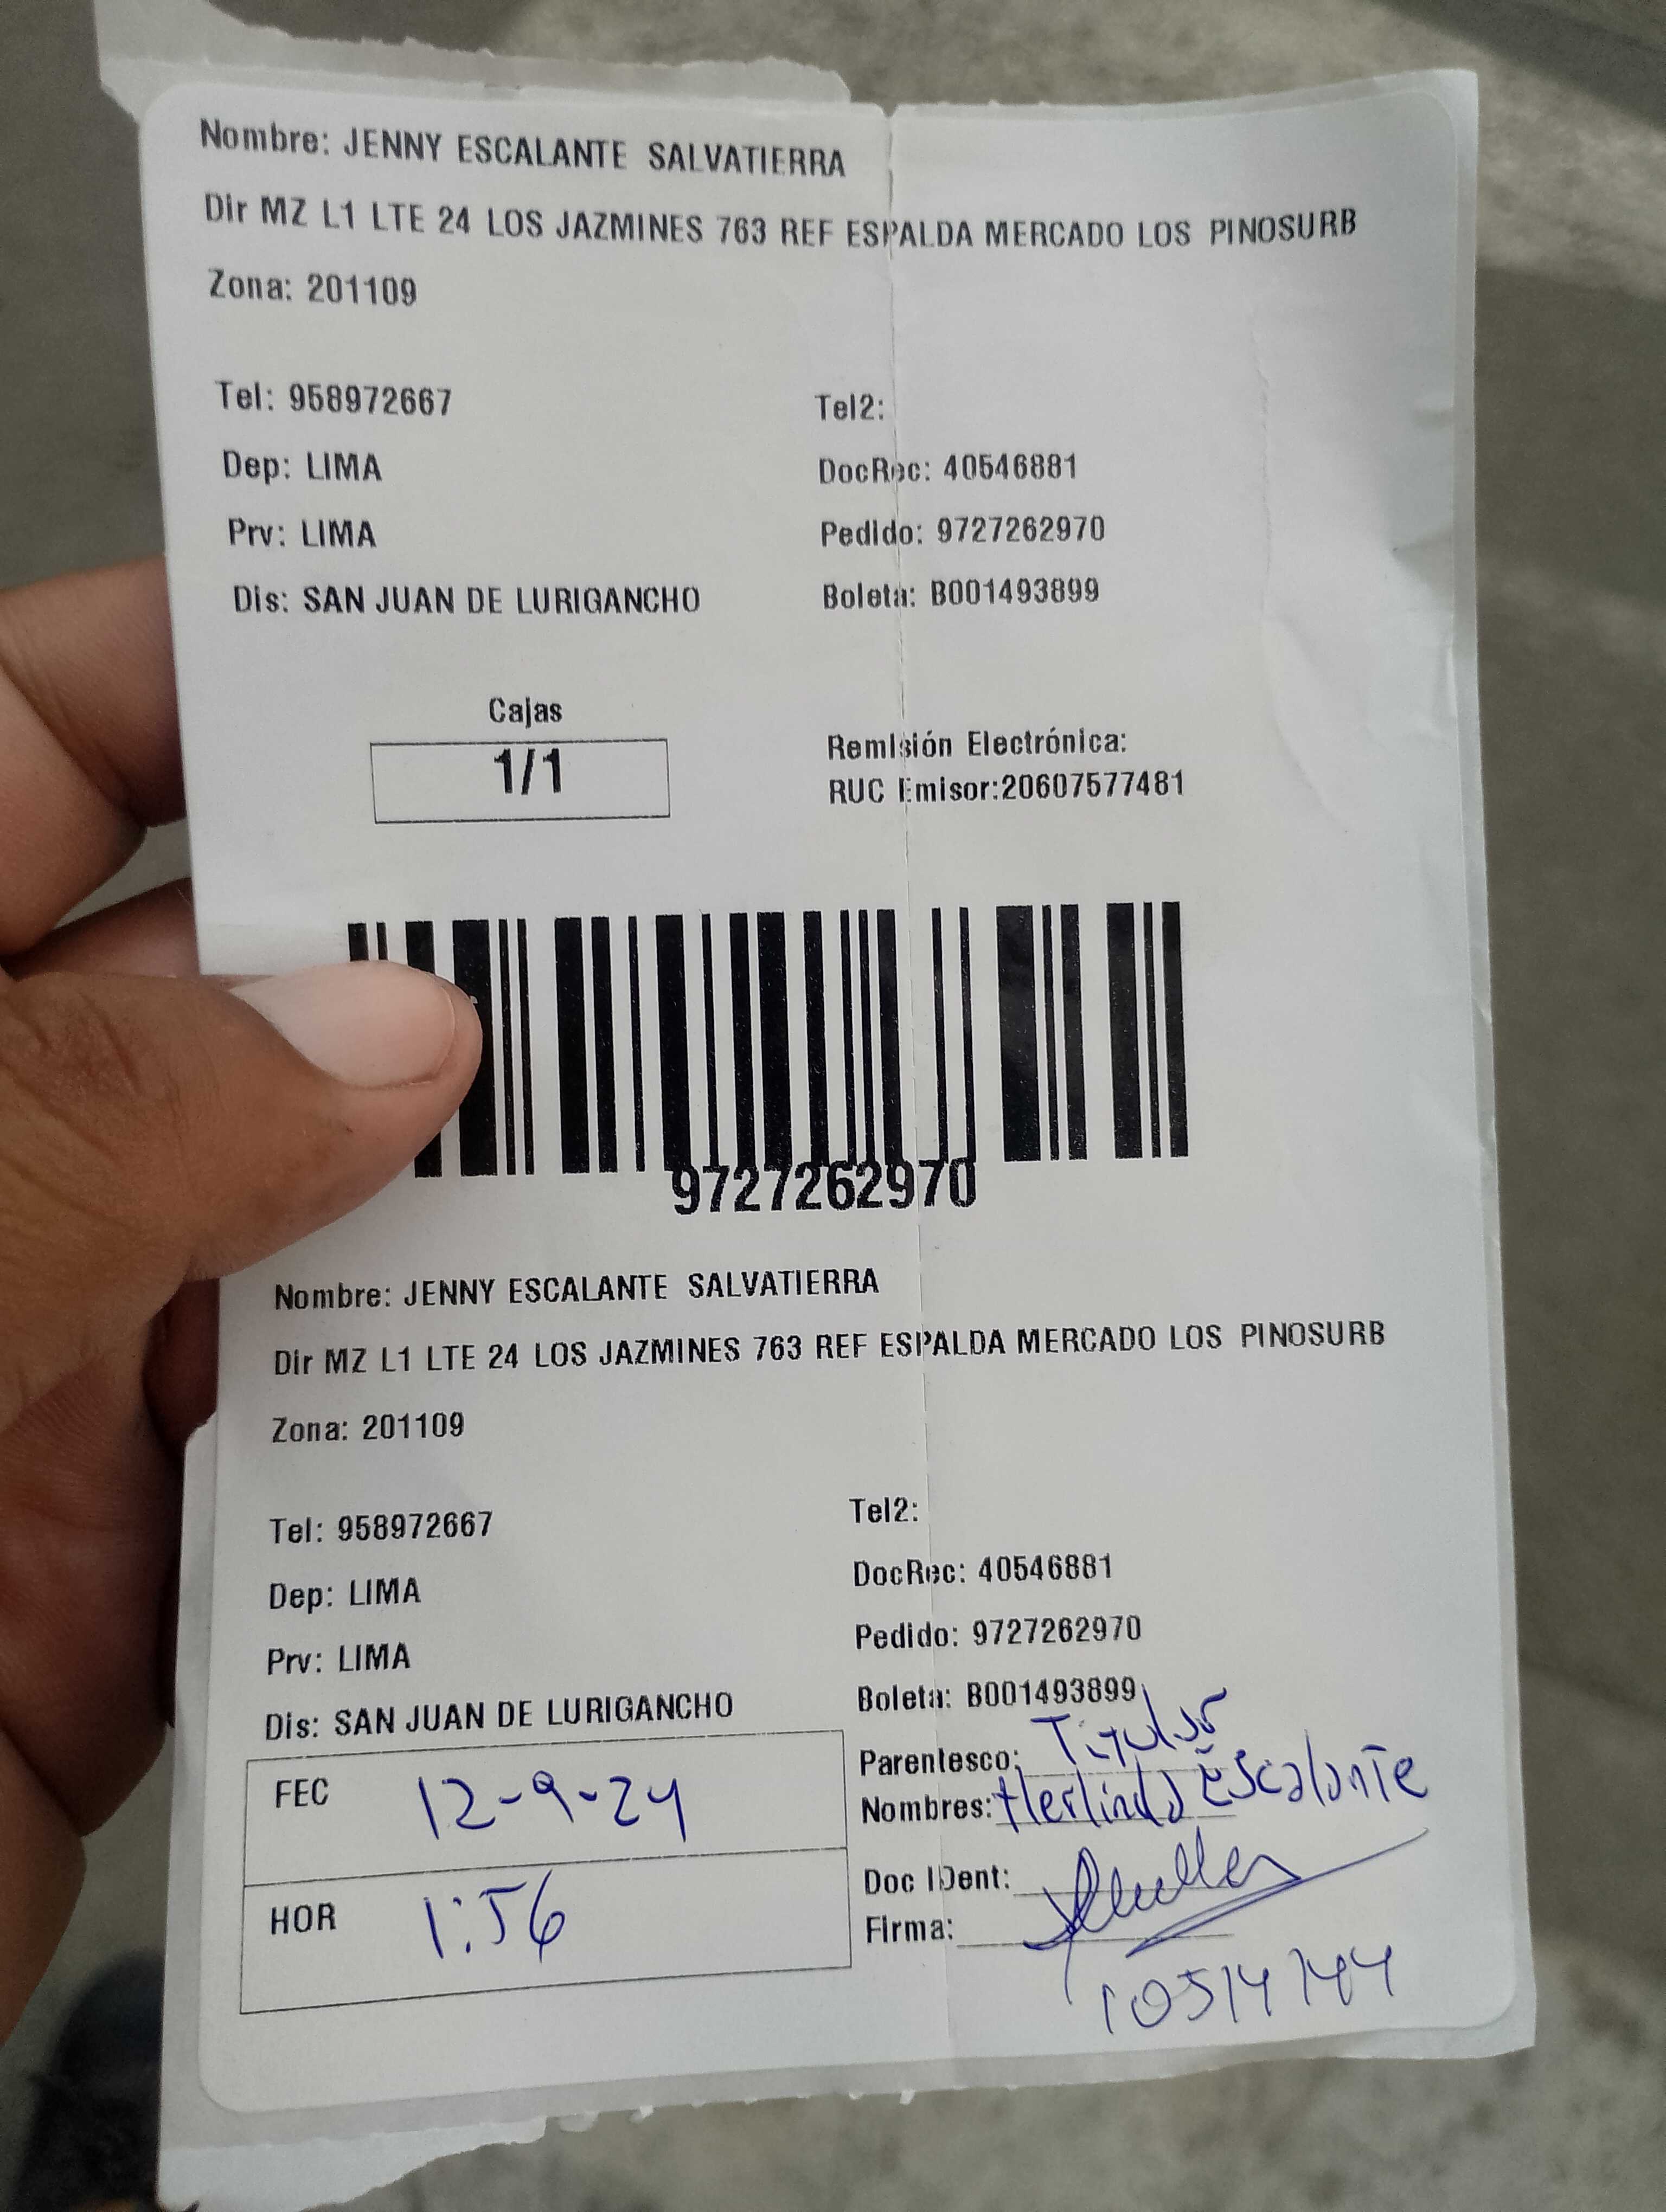 Nombre: JENNY ESCALANTE SALVATIERRA
Dir MZ L1 LTE 24 LOS JAZMINES 763 REF ESPALDA MERCADO LOS PINOSURB
Zona: 201109
Tel: 958972667 Tel2:
Dep: LIMA DocRec: 40546881
Prv: LIMA Pedido: 9727262970
Dis: SAN JUAN DE LURIGANCHO Boleta: B001493899
Cajas
1/1
Remisión Electrónica:
RUC Emisor:20607577481
9727262970
Nombre: JENNY ESCALANTE SALVATIERRA
Dir MZ L1 LTE 24 LOS JAZMINES 763 REF ESPALDA MERCADO LOS PINOSURB
Zona: 201109
Tel: 958972667 Tel2:
Dep: LIMA DocRec: 40546881
Prv: LIMA Pedido: 9727262970
Dis: SAN JUAN DE LURIGANCHO Boleta: B001493899
FEC 12-9-24
HOR 1:56
Parentesco: Titular
Nombres: Herlinda Escalante
Doc IDent:
Firma:
10514144